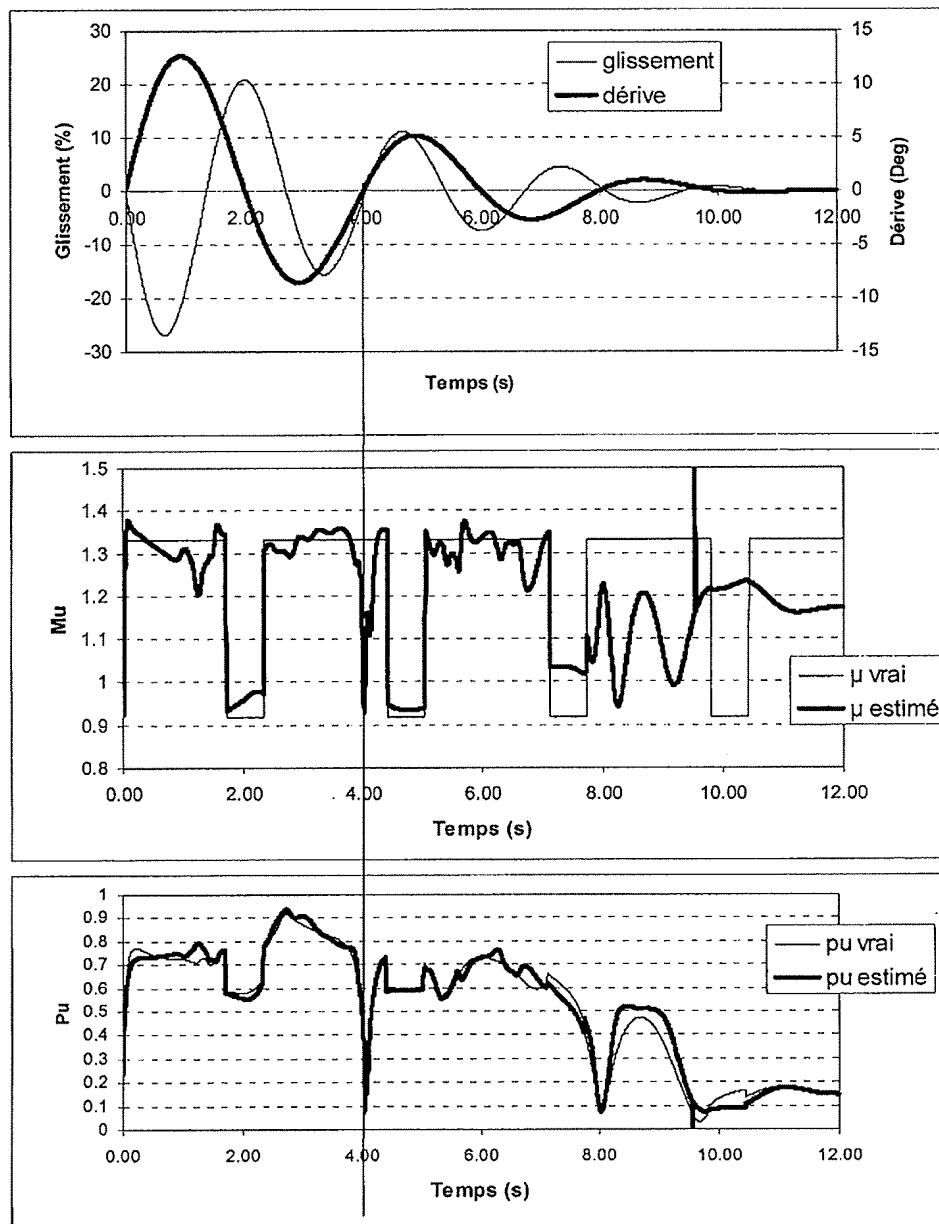 30
20
10
0
-10
-20
-30
Glissement (%)
15
10
5
0
-5
-10
-15
Dérive (Deg)
glissement
dérive
0.00 2.00 4.00 6.00 8.00 10.00 12.00
Temps (s)
1.5
1.4
1.3
1.2
1.1
1
0.9
0.8
Mu
µ vrai
µ estimé
0.00 2.00 4.00 6.00 8.00 10.00 12.00
Temps (s)
1
0.9
0.8
0.7
0.6
0.5
0.4
0.3
0.2
0.1
0
Pu
pu vrai
pu estimé
0.00 2.00 4.00 6.00 8.00 10.00 12.00
Temps (s)